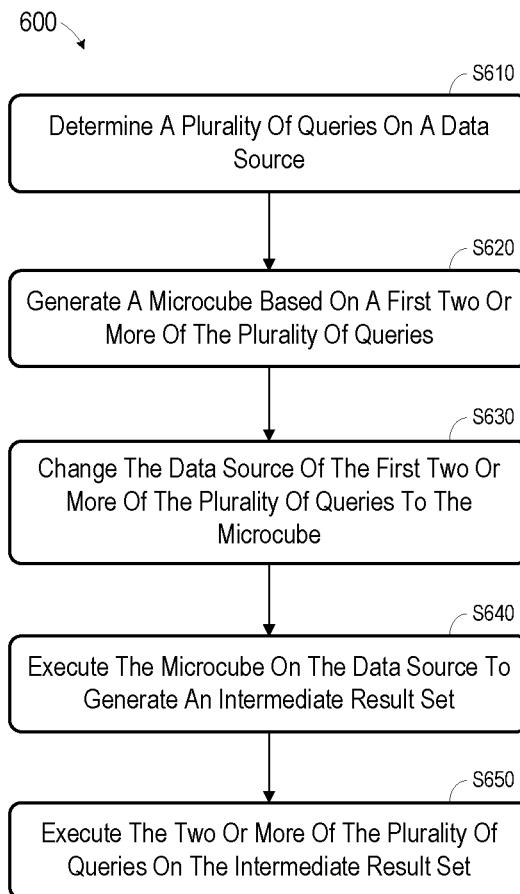 600
S610
Determine A Plurality Of Queries On A Data
Source
S620
Generate A Microcube Based On A First Two Or
More Of The Plurality Of Queries
S630
Change The Data Source Of The First Two Or
More Of The Plurality Of Queries To The
Microcube
S640
Execute The Microcube On The Data Source To
Generate An Intermediate Result Set
S650
Execute The Two Or More Of The Plurality Of
Queries On The Intermediate Result Set